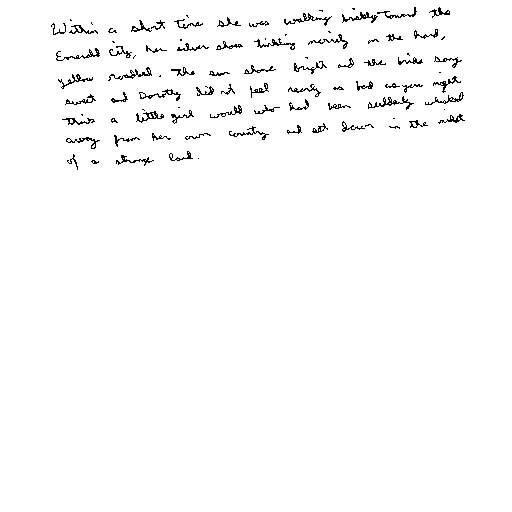 Within a short time she was walking briskly toward the
Emerald City, her silver shoes tinkling merrily on the hard,
yellow roadbed. The sun shone bright and the birds sang
sweet and Dorothy did not feel nearly as bad as you might
think a little girl would who had been suddenly whisked
away from her own country and set down in the midst
of a strange land.